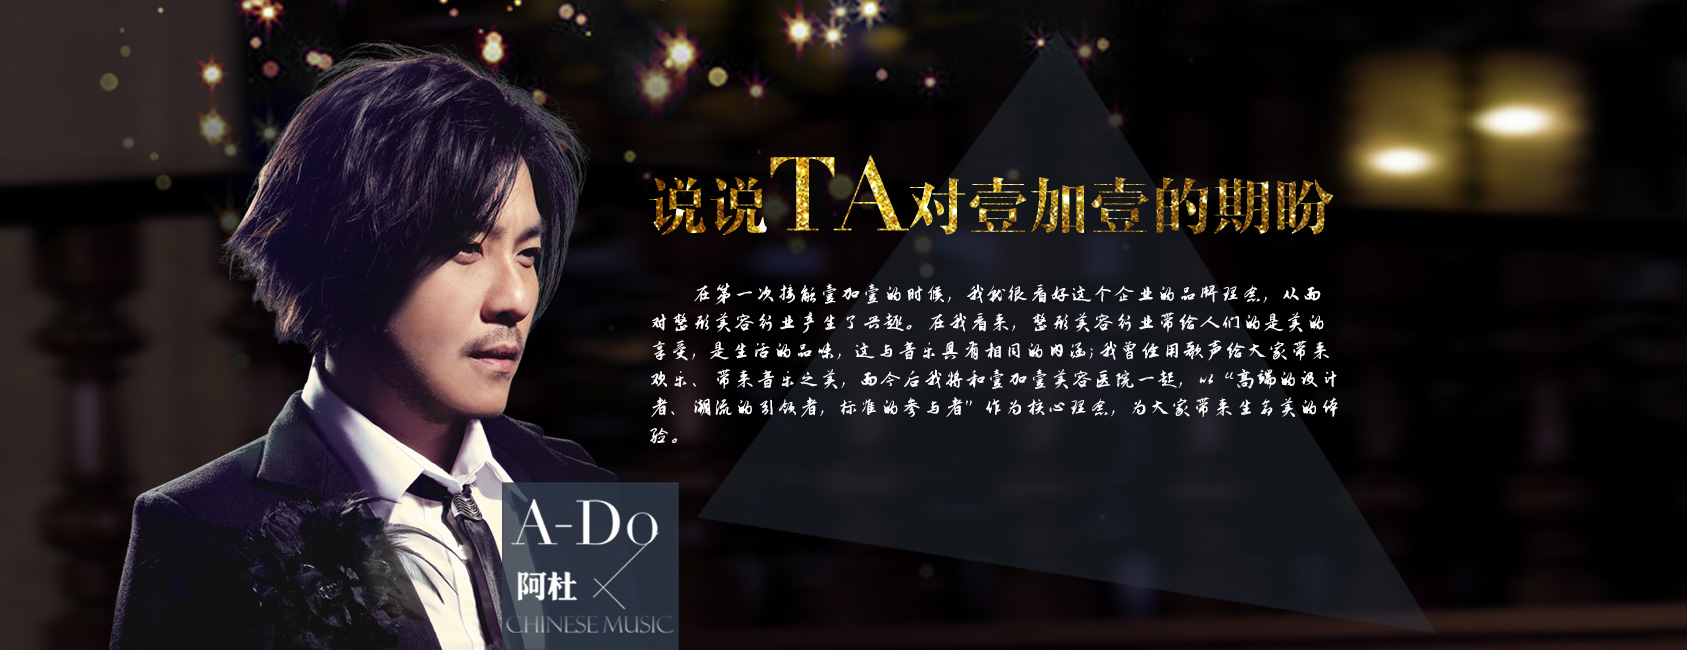 说说TA对壹加壹的期盼
在第一次接触壹加壹的时候，我就很看好这个企业的品牌理念，从而
对整形美容行业产生了兴趣。在我看来，整形美容行业带给人们的是美的
享受，是生活的品味，这与音乐具有相同的内涵；我曾经用歌声给大家带来
欢乐、带来音乐之美，而今后我将和壹加壹美容医院一起，以“高端的设计
者、潮流的引领者，标准的参与者”作为核心理念，为大家带来生命美的体
验。
A-Do
阿杜
CHINESE MUSIC